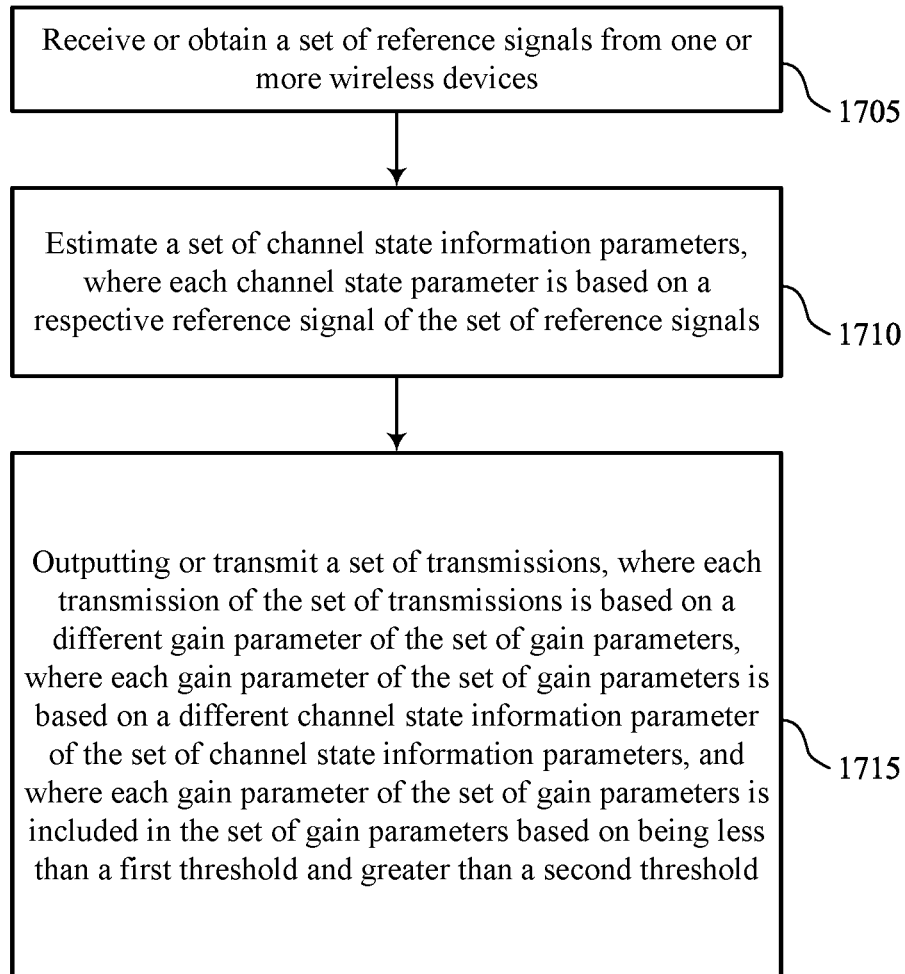 Receive or obtain a set of reference signals from one or
more wireless devices
1705
Estimate a set of channel state information parameters,
where each channel state parameter is based on a
respective reference signal of the set of reference signals
1710
Outputting or transmit a set of transmissions, where each
transmission of the set of transmissions is based on a
different gain parameter of the set of gain parameters,
where each gain parameter of the set of gain parameters is
based on a different channel state information parameter
of the set of channel state information parameters, and
where each gain parameter of the set of gain parameters is
included in the set of gain parameters based on being less
than a first threshold and greater than a second threshold
1715